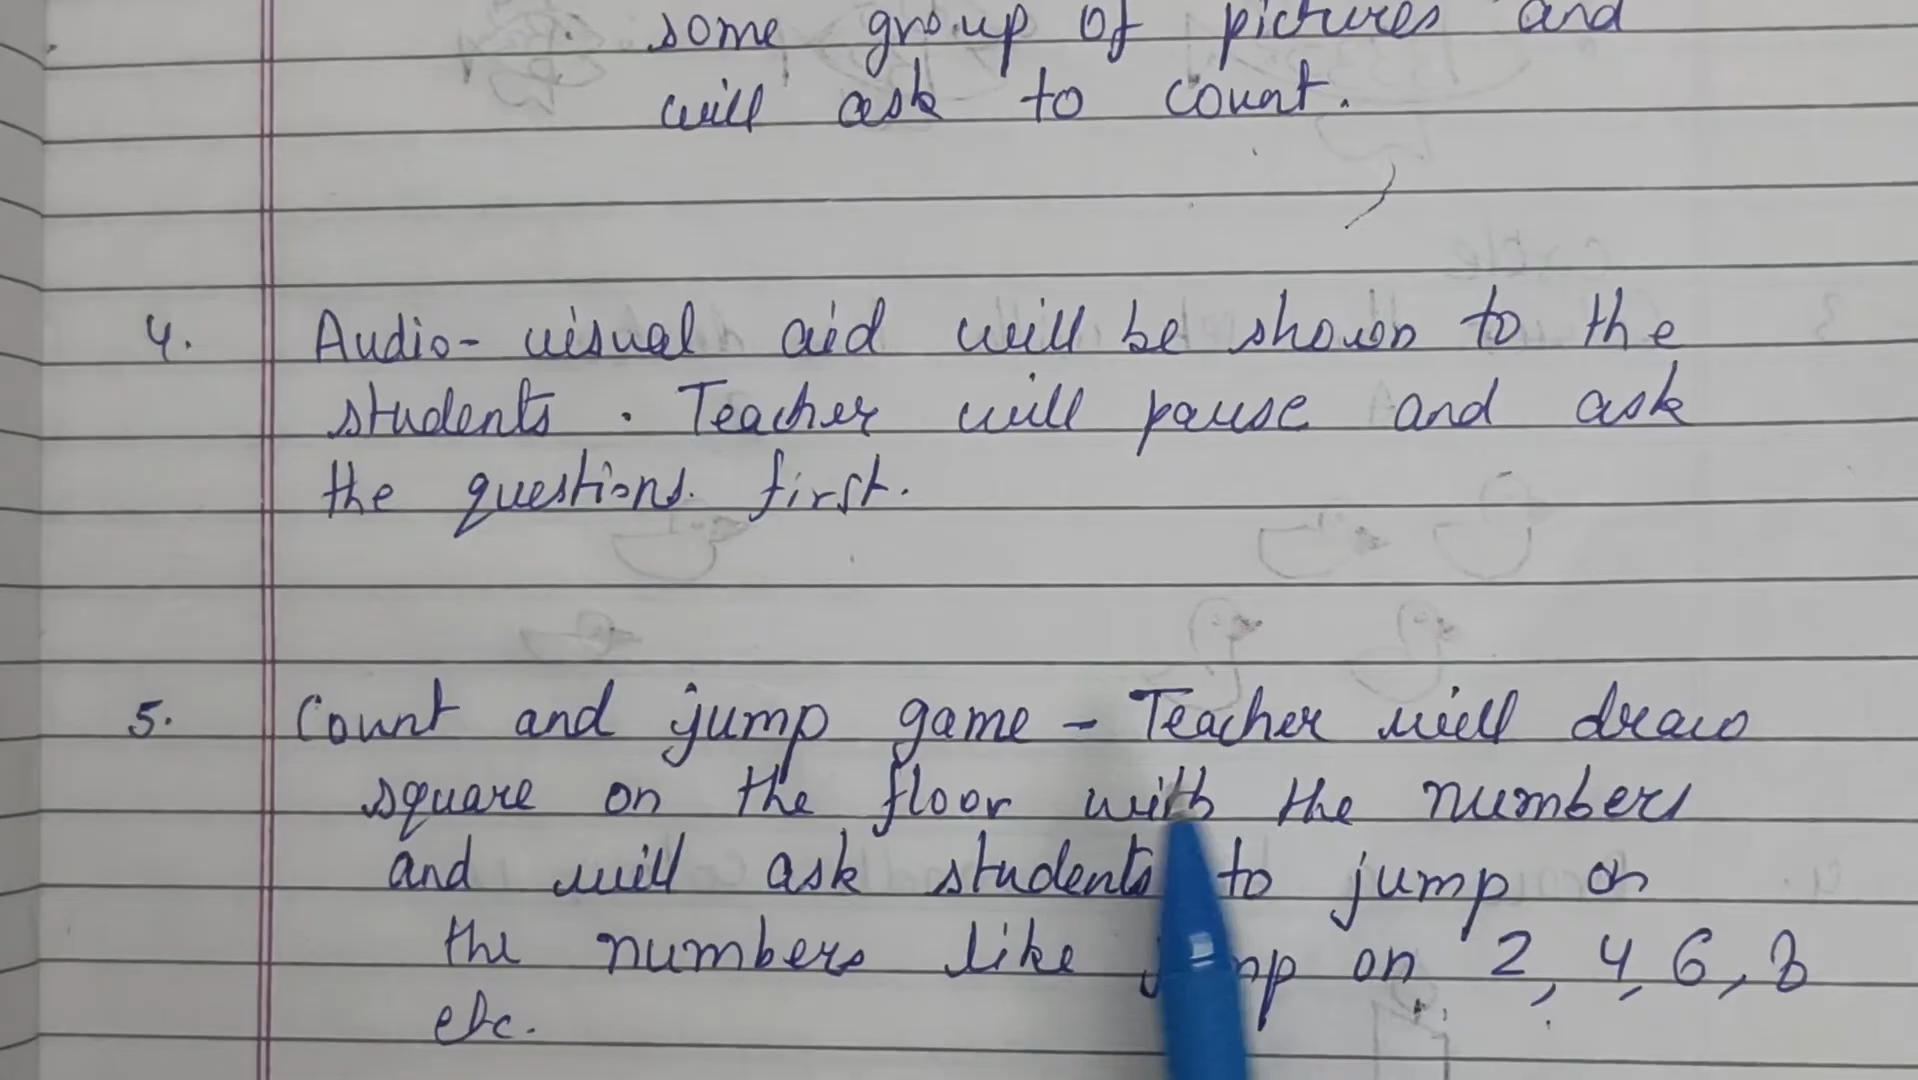 some group of pictures and
will ask to count.
4. Audio-visual aid will be shown to the
students. Teacher will pause and ask
the questions. first.
5. Count and jump game - Teacher will draw
square on the floor with the numbers
and will ask students to jump on
the numbers like on 2, 4, 6, 8
etc.